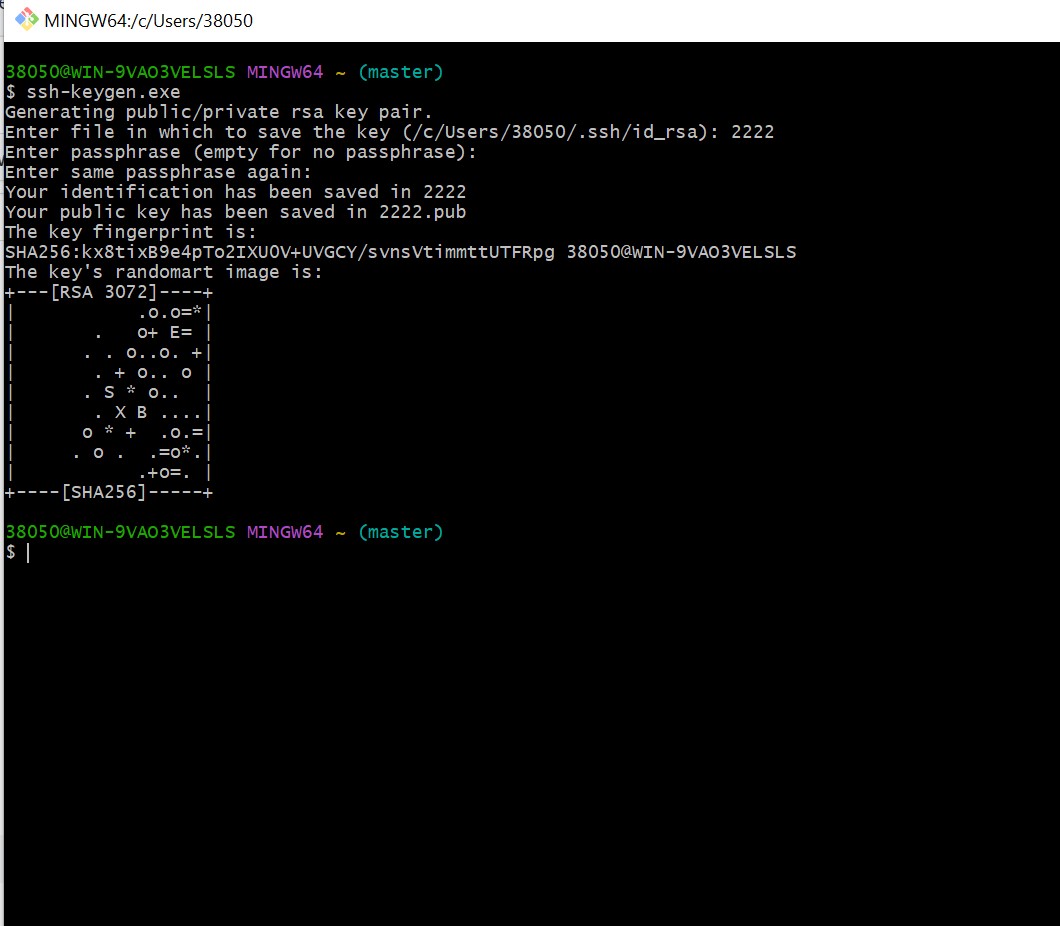 MINGW64:/c/Users/38050
38050@WIN-9VAO3VELSLS MINGW64 ~ (master)
$ ssh-keygen.exe
Generating public/private rsa key pair.
Enter file in which to save the key (/c/Users/38050/.ssh/id_rsa): 2222
Enter passphrase (empty for no passphrase):
Enter same passphrase again:
Your identification has been saved in 2222
Your public key has been saved in 2222.pub
The key fingerprint is:
SHA256:kx8tixB9e4pTo2IXU0V+UVGCY/svnsVtimmttUTFRpg 38050@WIN-9VAO3VELSLS
The key's randomart image is:
+---[RSA 3072]----+
|           .o.o=*|
|       .   o+ E= |
|      . . o..o. +|
|       . + o.. o |
|      . S * o..  |
|       . X B ....|
|      o * +  .o.=|
|     . o .  .=o*.|
|           .+o=. |
+----[SHA256]-----+
38050@WIN-9VAO3VELSLS MINGW64 ~ (master)
$